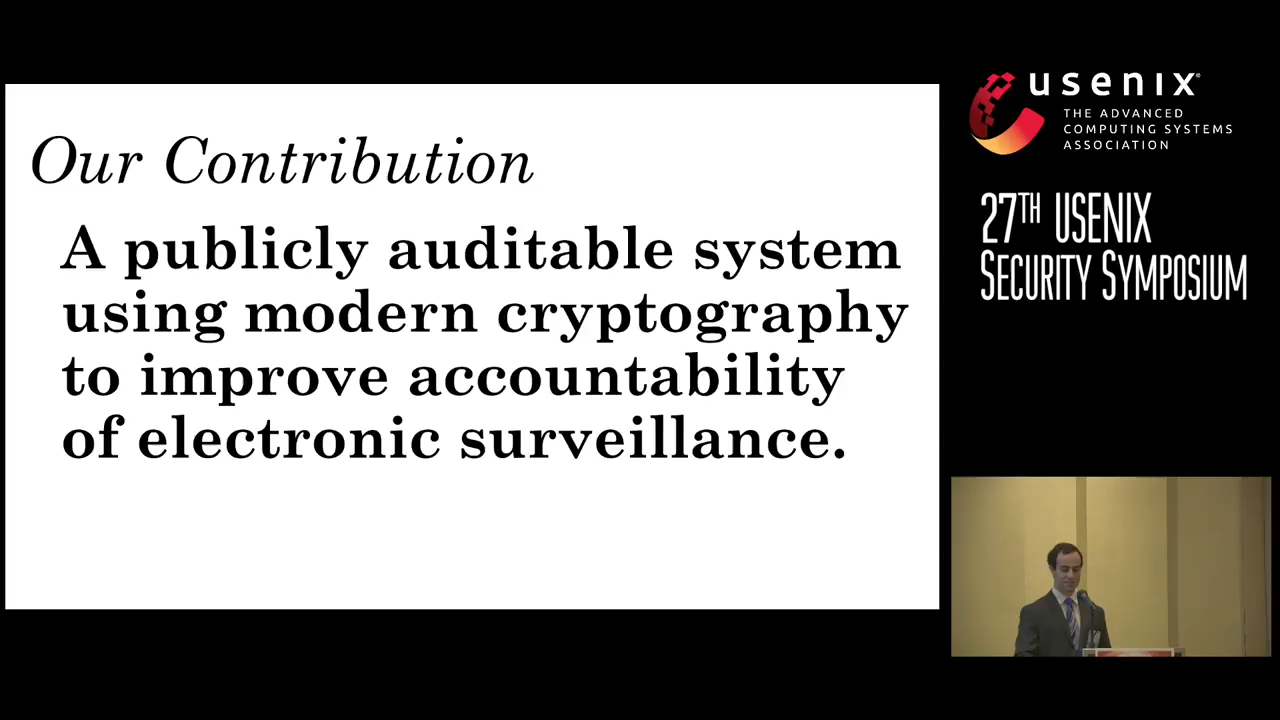 Our Contribution
A publicly auditable system
using modern cryptography
to improve accountability
of electronic surveillance.
usenix®
THE ADVANCED
COMPUTING SYSTEMS
ASSOCIATION
27TH USENIX
SECURITY SYMPOSIUM